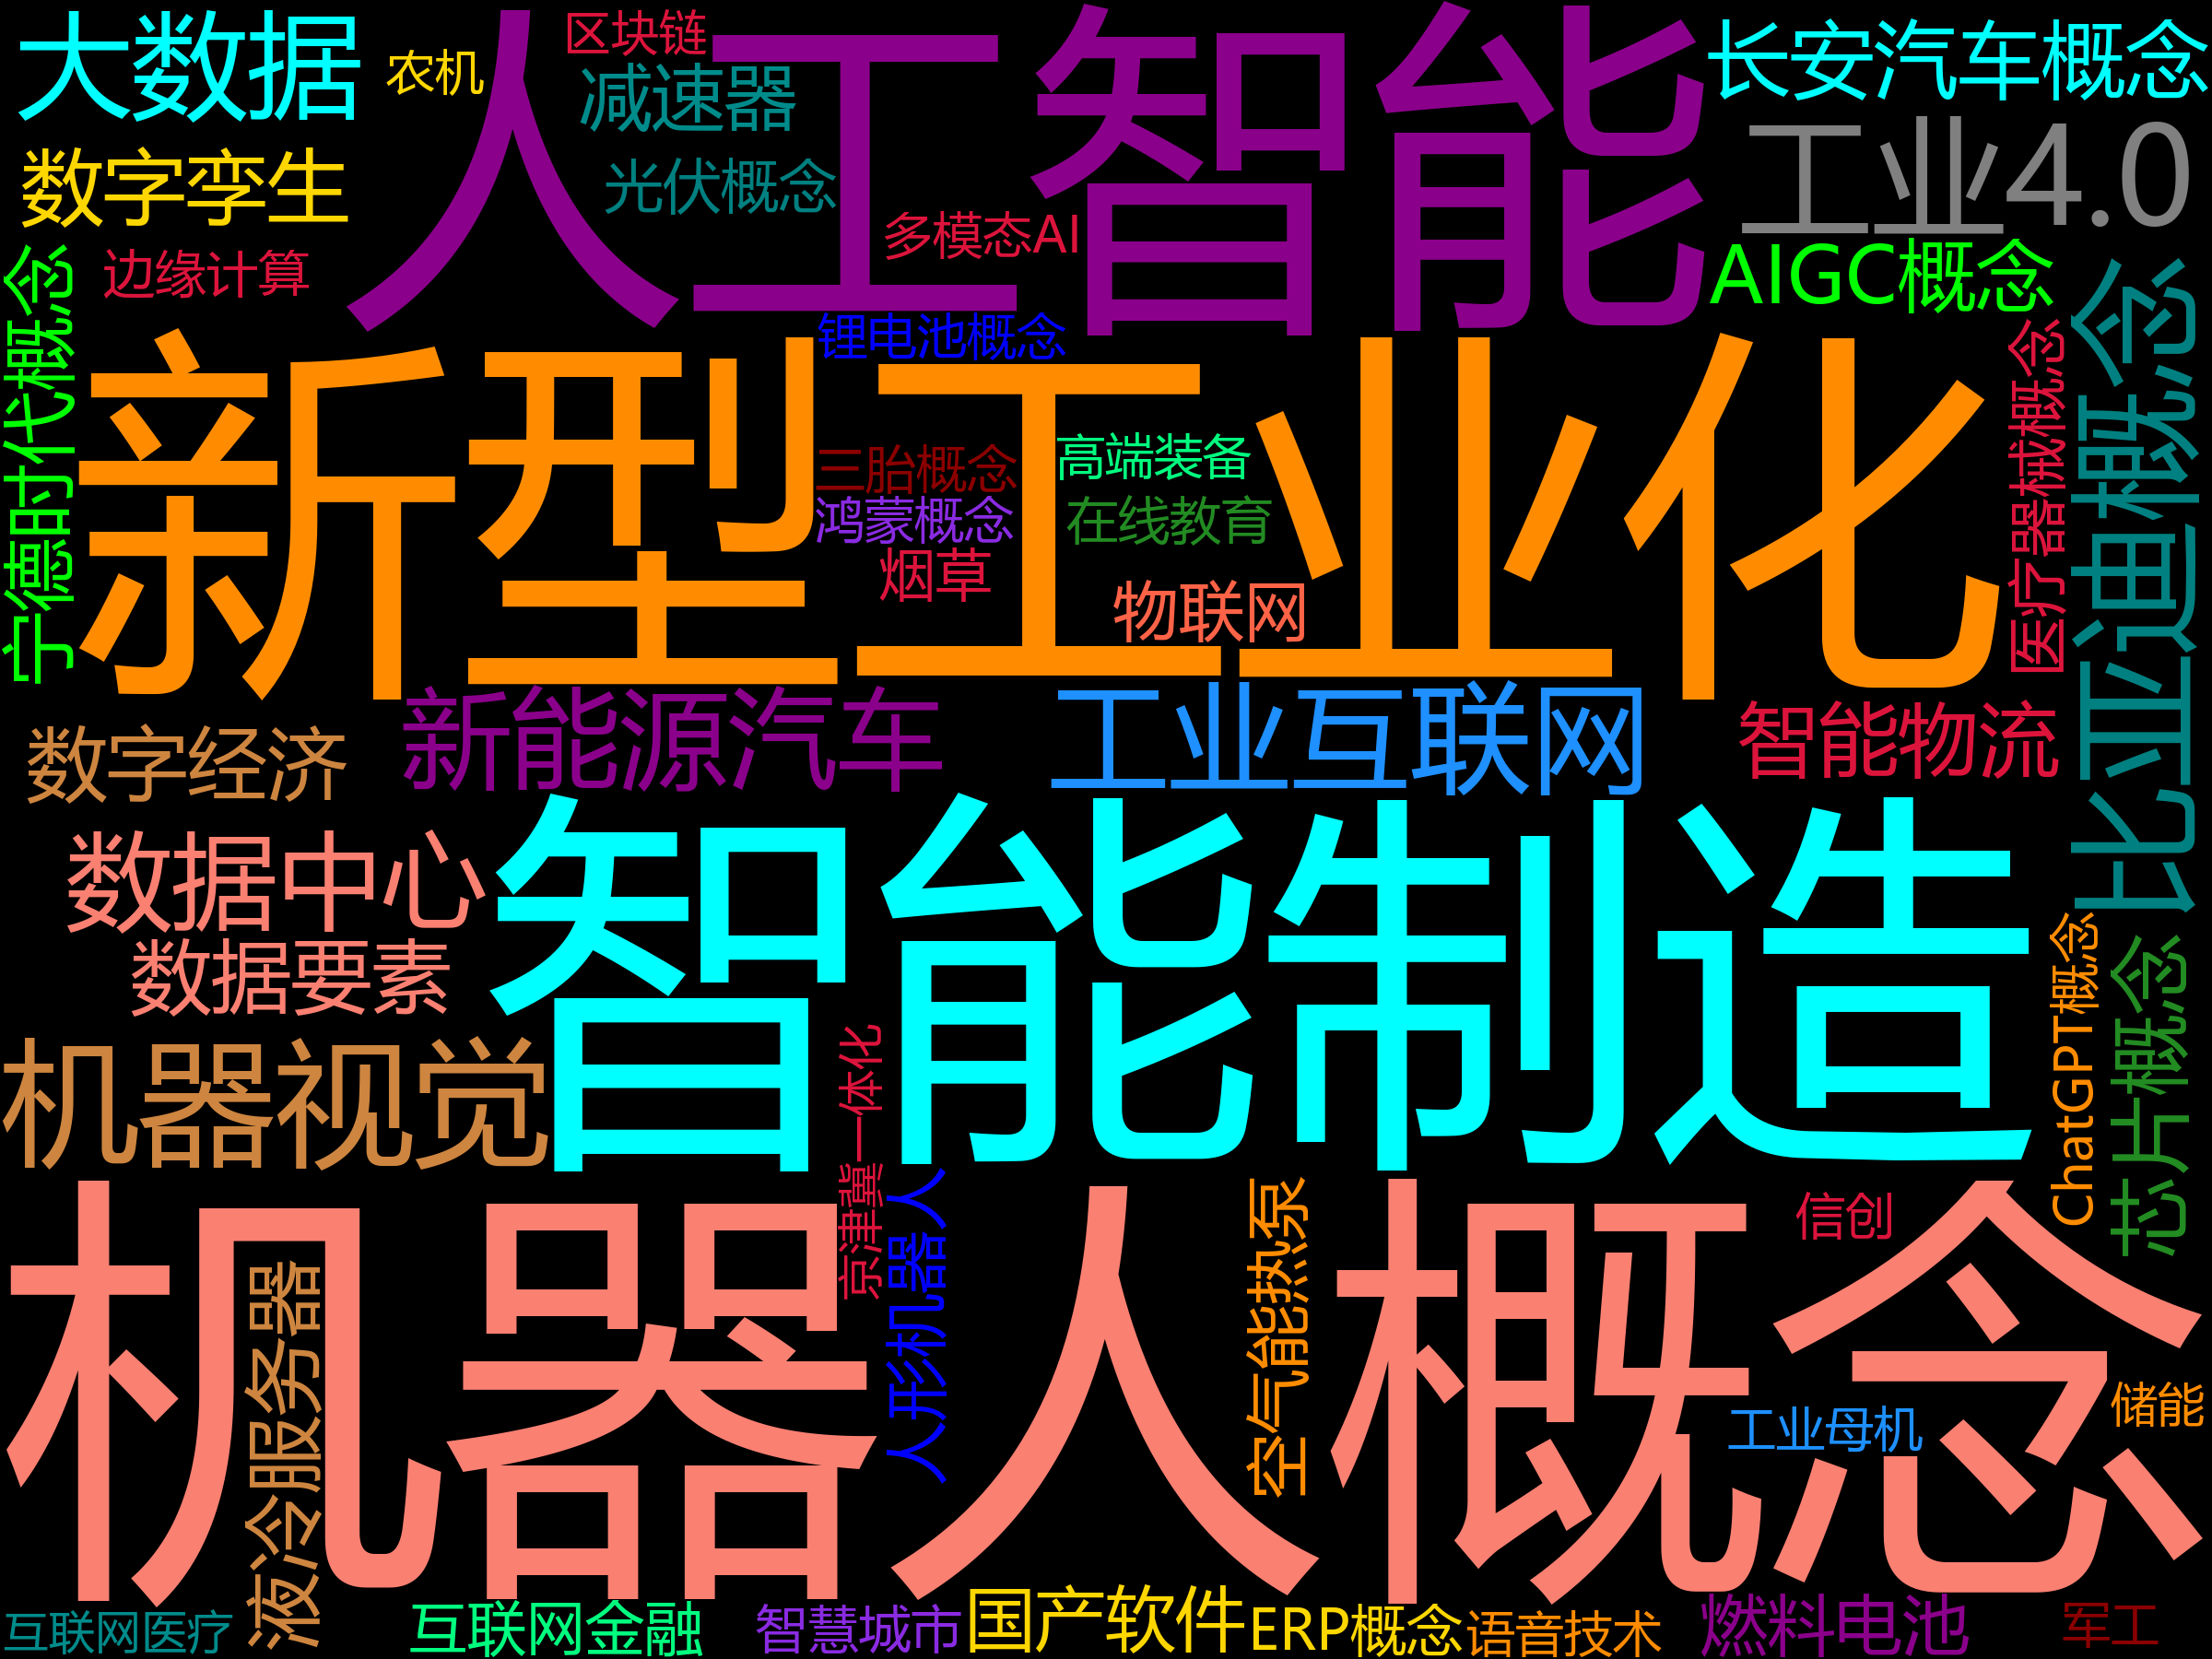 大数据
农机
区块链
人工智能
长安汽车概念
减速器
工业4.0
数字孪生
光伏概念
多模态AI
AIGC概念
边缘计算
宁德时代概念
锂电池概念
医疗器械概念
比亚迪概念
新型工业化
三胎概念
高端装备
鸿蒙概念
在线教育
烟草
物联网
数字经济
新能源汽车
工业互联网
智能物流
数据中心
智能制造
数据要素
ChatGPT概念
芯片概念
机器视觉
京津冀一体化
人形机器人
空气能热泵
信创
机器人概念
液冷服务器
工业母机
储能
互联网医疗
互联网金融
智慧城市
国产软件
ERP概念
语音技术
燃料电池
军工